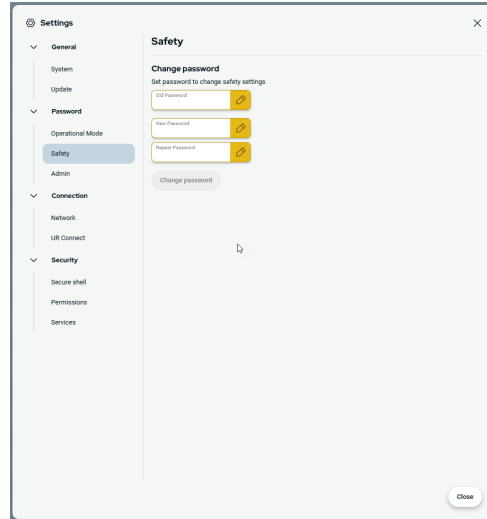 Settings
General
System
Update
Password
Operational Mode
Safety
Admin
Connection
Network
UR Connect
Security
Secure shell
Permissions
Services
Safety
Change password
Set password to change safety settings
Old Password
New Password
Repeat Password
Change password
Close